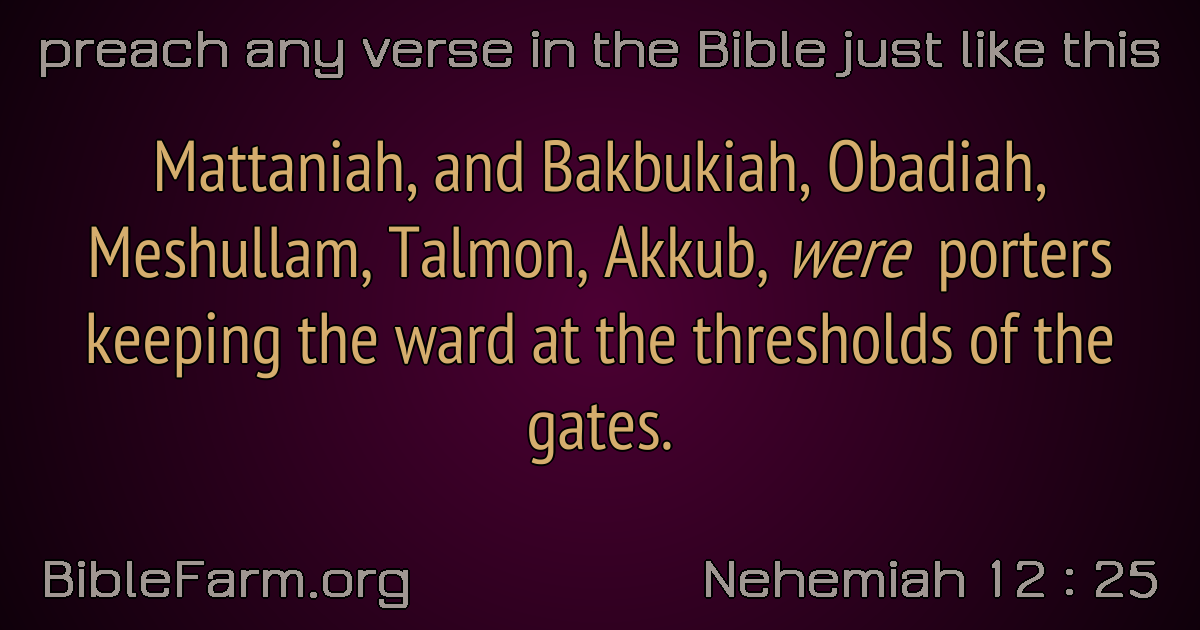 preach any verse in the Bible just like this
Mattaniah, and Bakbukiah, Obadiah,
Meshullam, Talmon, Akkub, were porters
keeping the ward at the thresholds of the
gates.
BibleFarm.org
Nehemiah 12 : 25